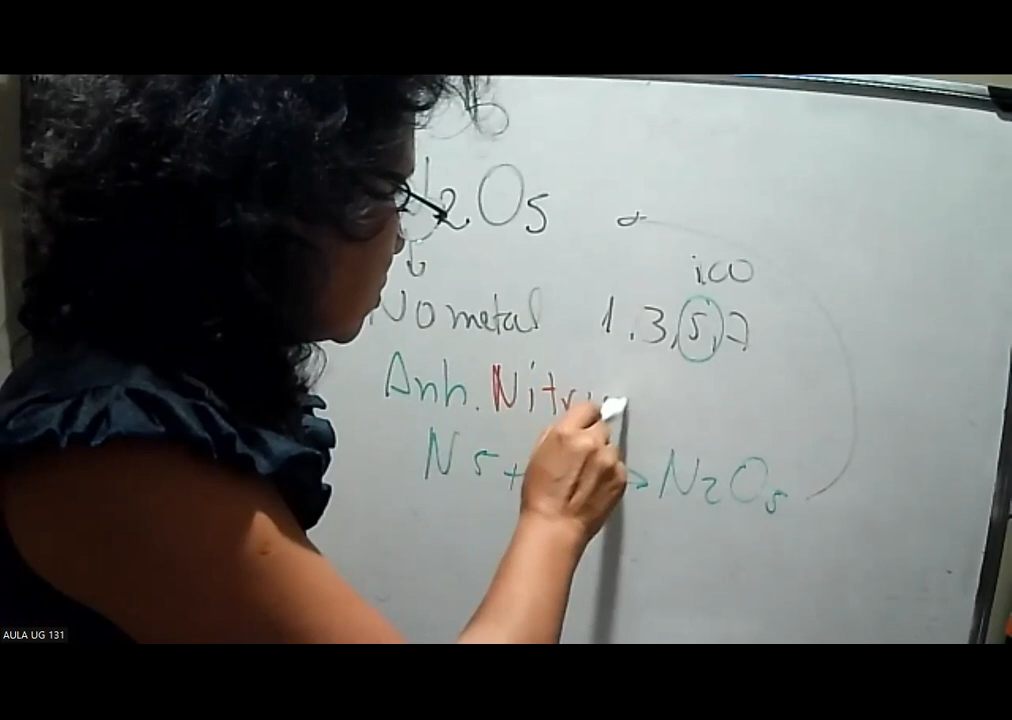 2O5
ico
No metal 1.3,5,7
Anh. Nitr
N5+ → N2O5
AULA UG 131